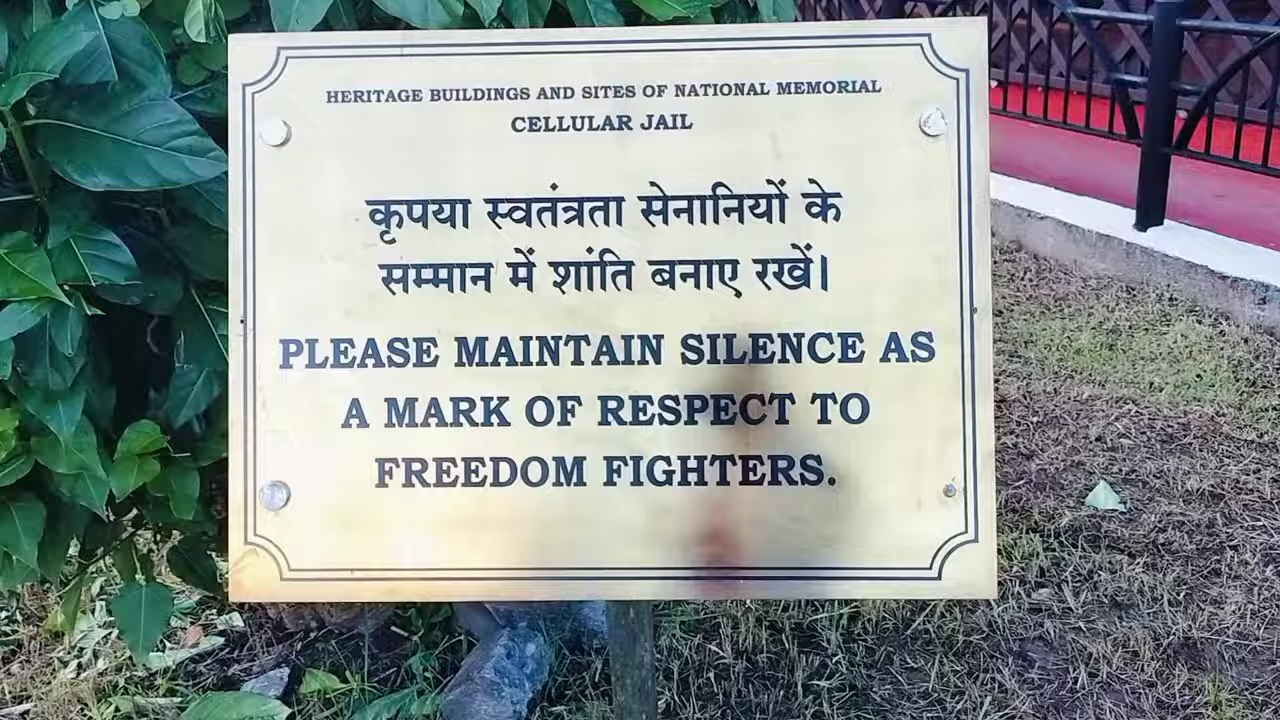 HERITAGE BUILDINGS AND SITES OF NATIONAL MEMORIAL
CELLULAR JAIL
कृपया स्वतंत्रता सेनानियों के
सम्मान में शांति बनाए रखें।
PLEASE MAINTAIN SILENCE AS
A MARK OF RESPECT TO
FREEDOM FIGHTERS.